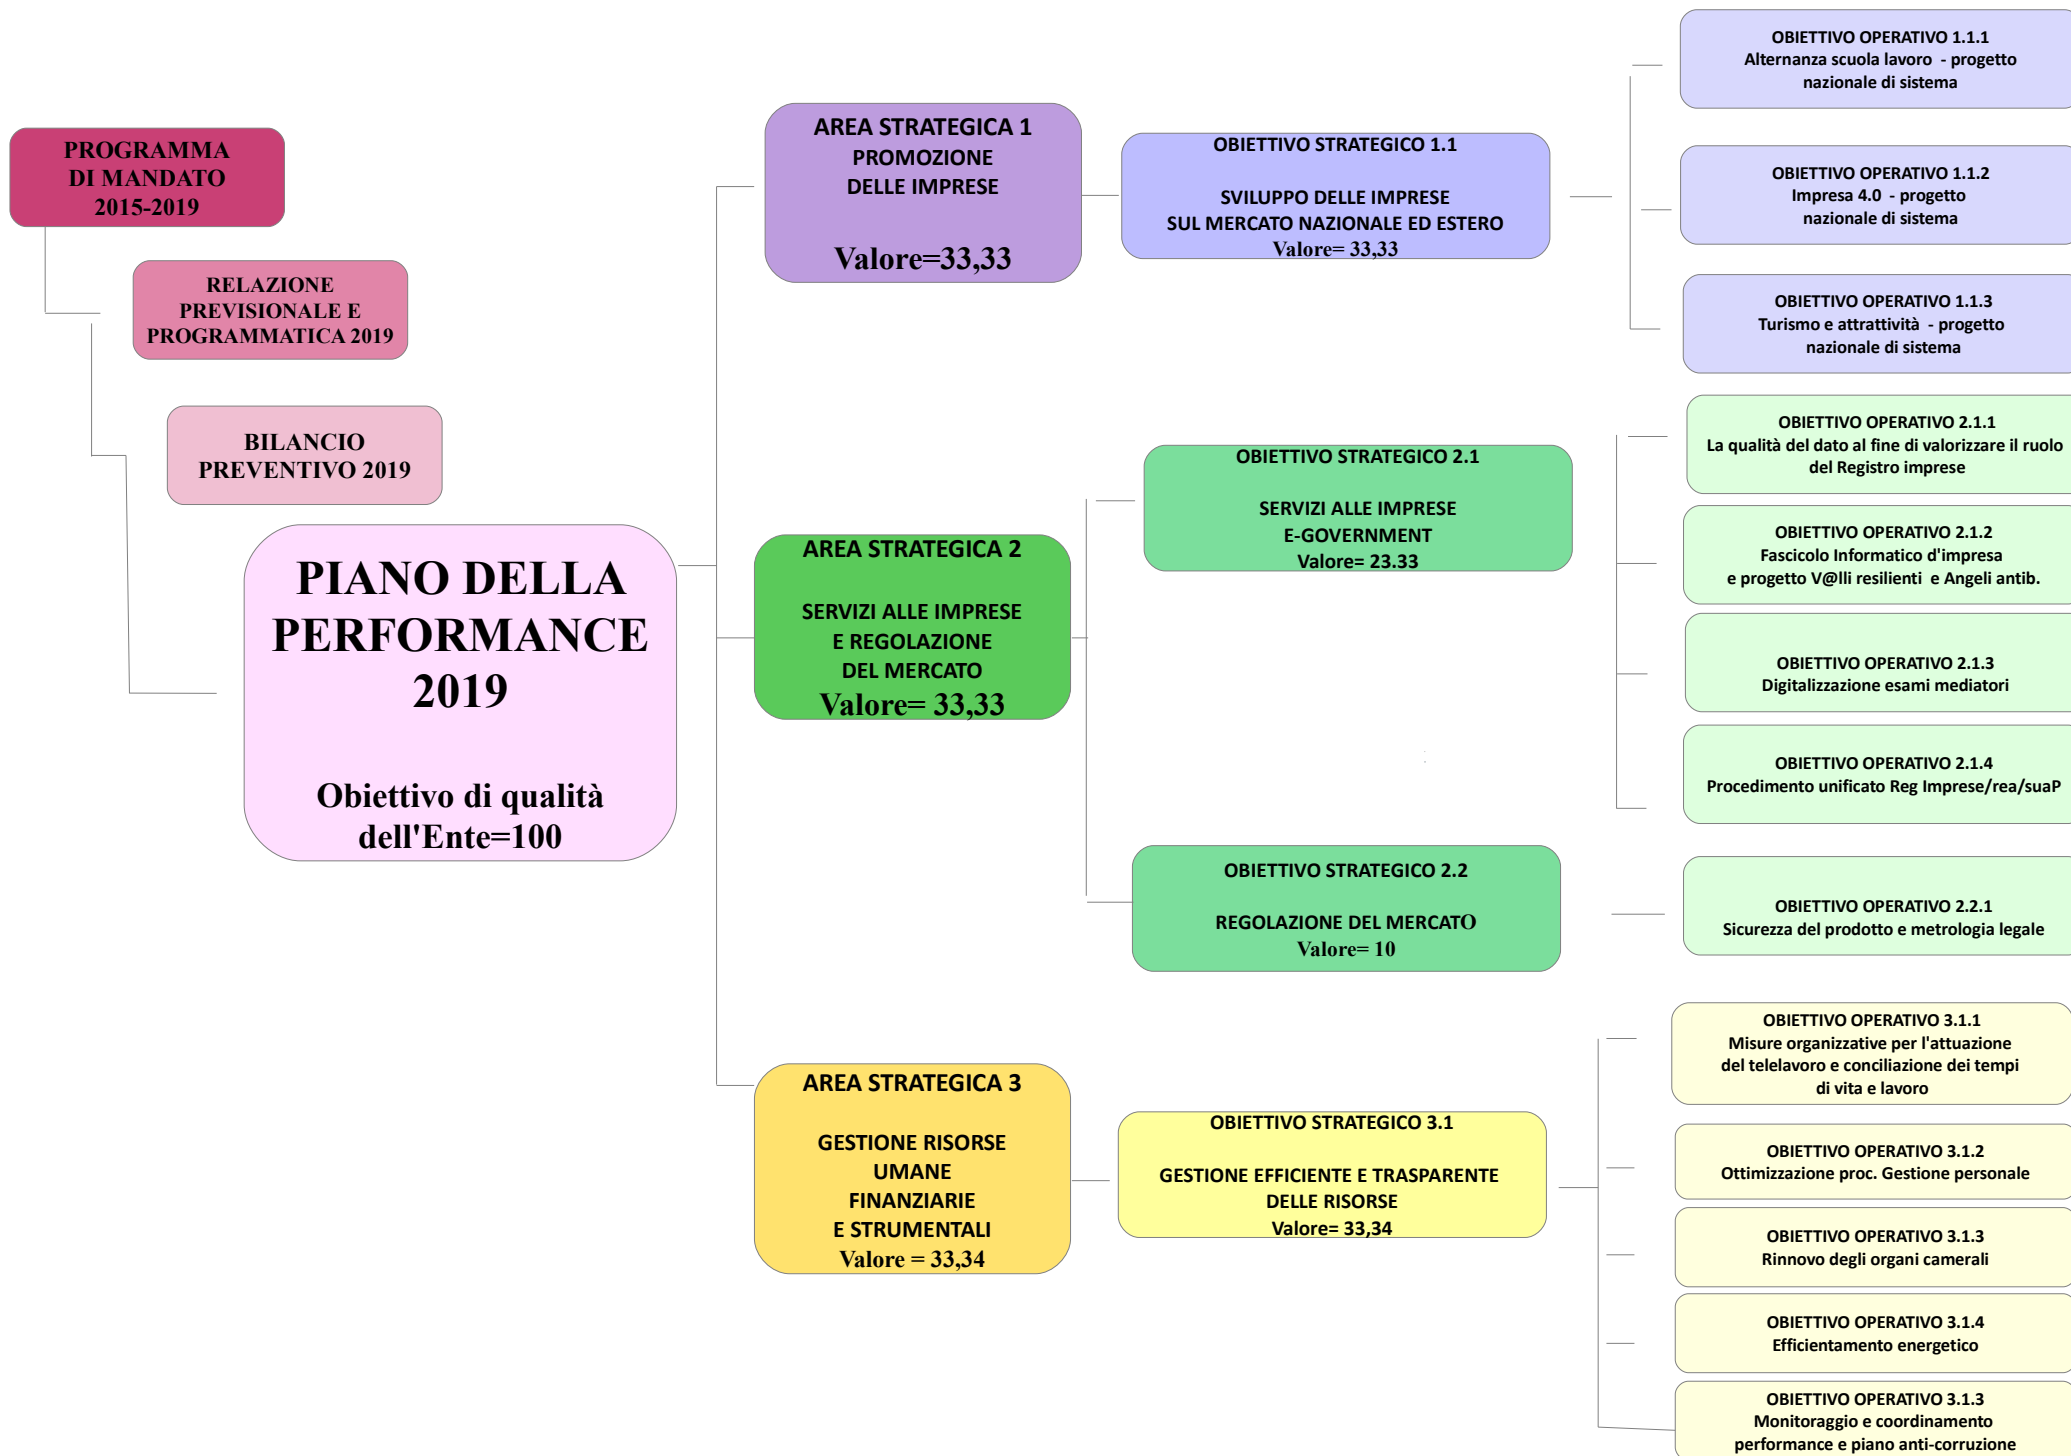 PROGRAMMA
DI MANDATO
2015-2019
RELAZIONE
PREVISIONALE E
PROGRAMMATICA 2019
BILANCIO
PREVENTIVO 2019
PIANO DELLA
PERFORMANCE
2019
Obiettivo di qualità
dell'Ente=100
AREA STRATEGICA 1
PROMOZIONE
DELLE IMPRESE
Valore=33,33
OBIETTIVO STRATEGICO 1.1
SVILUPPO DELLE IMPRESE
SUL MERCATO NAZIONALE ED ESTERO
Valore= 33,33
OBIETTIVO OPERATIVO 1.1.1
Alternanza scuola lavoro - progetto
nazionale di sistema
OBIETTIVO OPERATIVO 1.1.2
Impresa 4.0 - progetto
nazionale di sistema
OBIETTIVO OPERATIVO 1.1.3
Turismo e attrattività - progetto
nazionale di sistema
AREA STRATEGICA 2
SERVIZI ALLE IMPRESE
E REGOLAZIONE
DEL MERCATO
Valore= 33,33
OBIETTIVO STRATEGICO 2.1
SERVIZI ALLE IMPRESE
E-GOVERNMENT
Valore= 23.33
OBIETTIVO OPERATIVO 2.1.1
La qualità del dato al fine di valorizzare il ruolo
del Registro imprese
OBIETTIVO OPERATIVO 2.1.2
Fascicolo Informatico d'impresa
e progetto V@lli resilienti e Angeli antib.
OBIETTIVO OPERATIVO 2.1.3
Digitalizzazione esami mediatori
OBIETTIVO OPERATIVO 2.1.4
Procedimento unificato Reg Imprese/rea/suaP
OBIETTIVO STRATEGICO 2.2
REGOLAZIONE DEL MERCATO
Valore= 10
OBIETTIVO OPERATIVO 2.2.1
Sicurezza del prodotto e metrologia legale
AREA STRATEGICA 3
GESTIONE RISORSE
UMANE
FINANZIARIE
E STRUMENTALI
Valore = 33,34
OBIETTIVO STRATEGICO 3.1
GESTIONE EFFICIENTE E TRASPARENTE
DELLE RISORSE
Valore= 33,34
OBIETTIVO OPERATIVO 3.1.1
Misure organizzative per l'attuazione
del telelavoro e conciliazione dei tempi
di vita e lavoro
OBIETTIVO OPERATIVO 3.1.2
Ottimizzazione proc. Gestione personale
OBIETTIVO OPERATIVO 3.1.3
Rinnovo degli organi camerali
OBIETTIVO OPERATIVO 3.1.4
Efficientamento energetico
OBIETTIVO OPERATIVO 3.1.3
Monitoraggio e coordinamento
performance e piano anti-corruzione